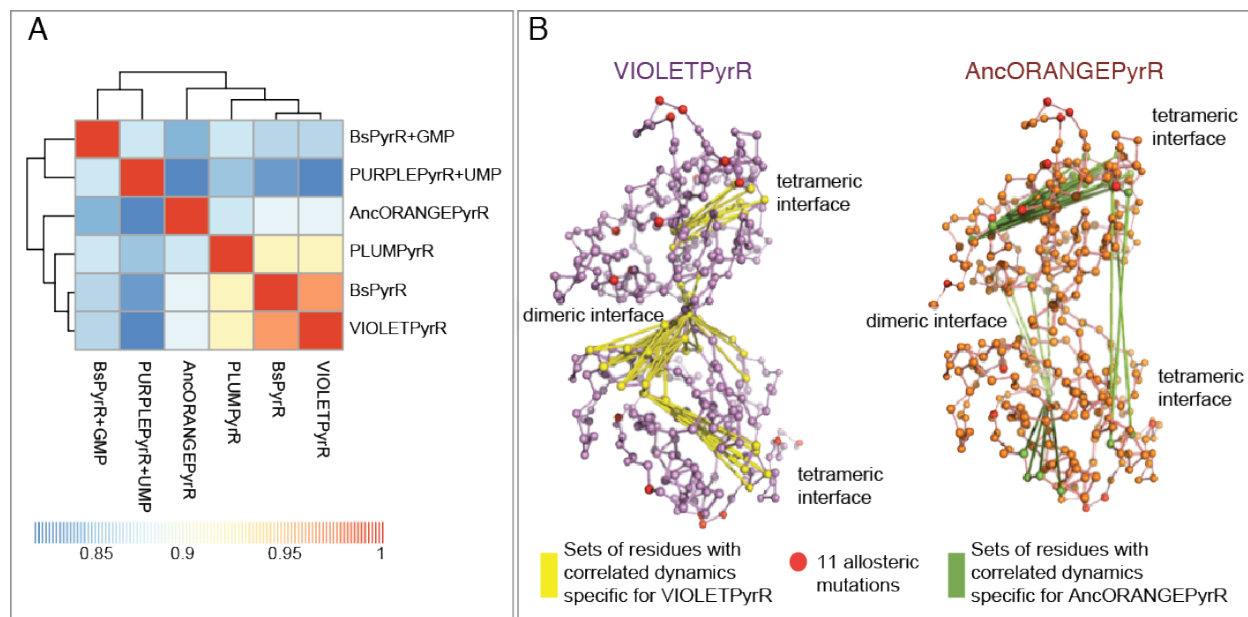 A
BsPyrR+GMP
PURPLEPyrR+UMP
AncORANGEPyrR
PLUMPyrR
BsPyrR
VIOLETPyrR
BsPyrR+GMP
PURPLEPyrR+UMP
AncORANGEPyrR
PLUMPyrR
BsPyrR
VIOLETPyrR
0.85
0.9
0.95
1
B
VIOLETPyrR
AncORANGEPyrR
tetrameric
interface
dimeric interface
tetrameric
interface
tetrameric
interface
dimeric interface
tetrameric
interface
Sets of residues with
correlated dynamics
specific for VIOLETPyrR
11 allosteric
mutations
Sets of residues with
correlated dynamics
specific for AncORANGEPyrR